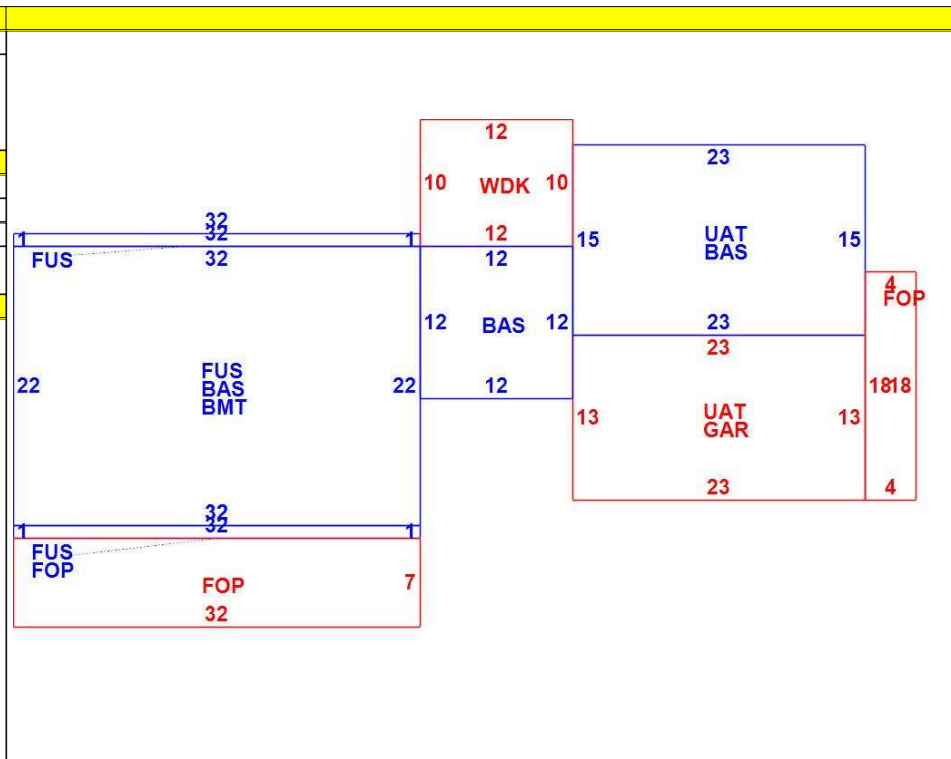 12
10 WDK 10
12
23
15 UAT 15
BAS
23
32
1 32 1
FUS 32
12
12 BAS 12
12
4
FOP
22 FUS 22
BAS
BMT
23
13 UAT 13
GAR
23
1818
4
32
1 32 1
FUS
FOP
FOP 7
32